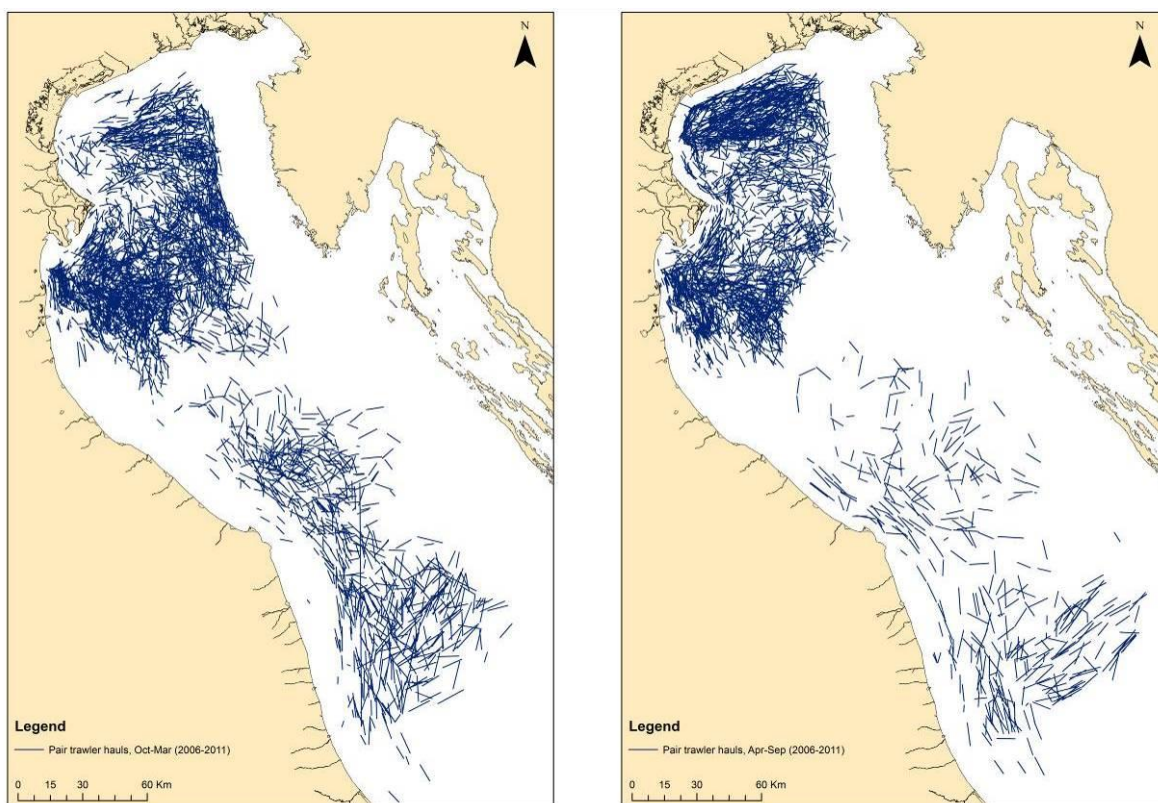 N
Legend
Pair trawler hauls, Oct-Mar (2006-2011)
0 15 30 60 Km
N
Legend
Pair trawler hauls, Apr-Sep (2006-2011)
0 15 30 60 Km